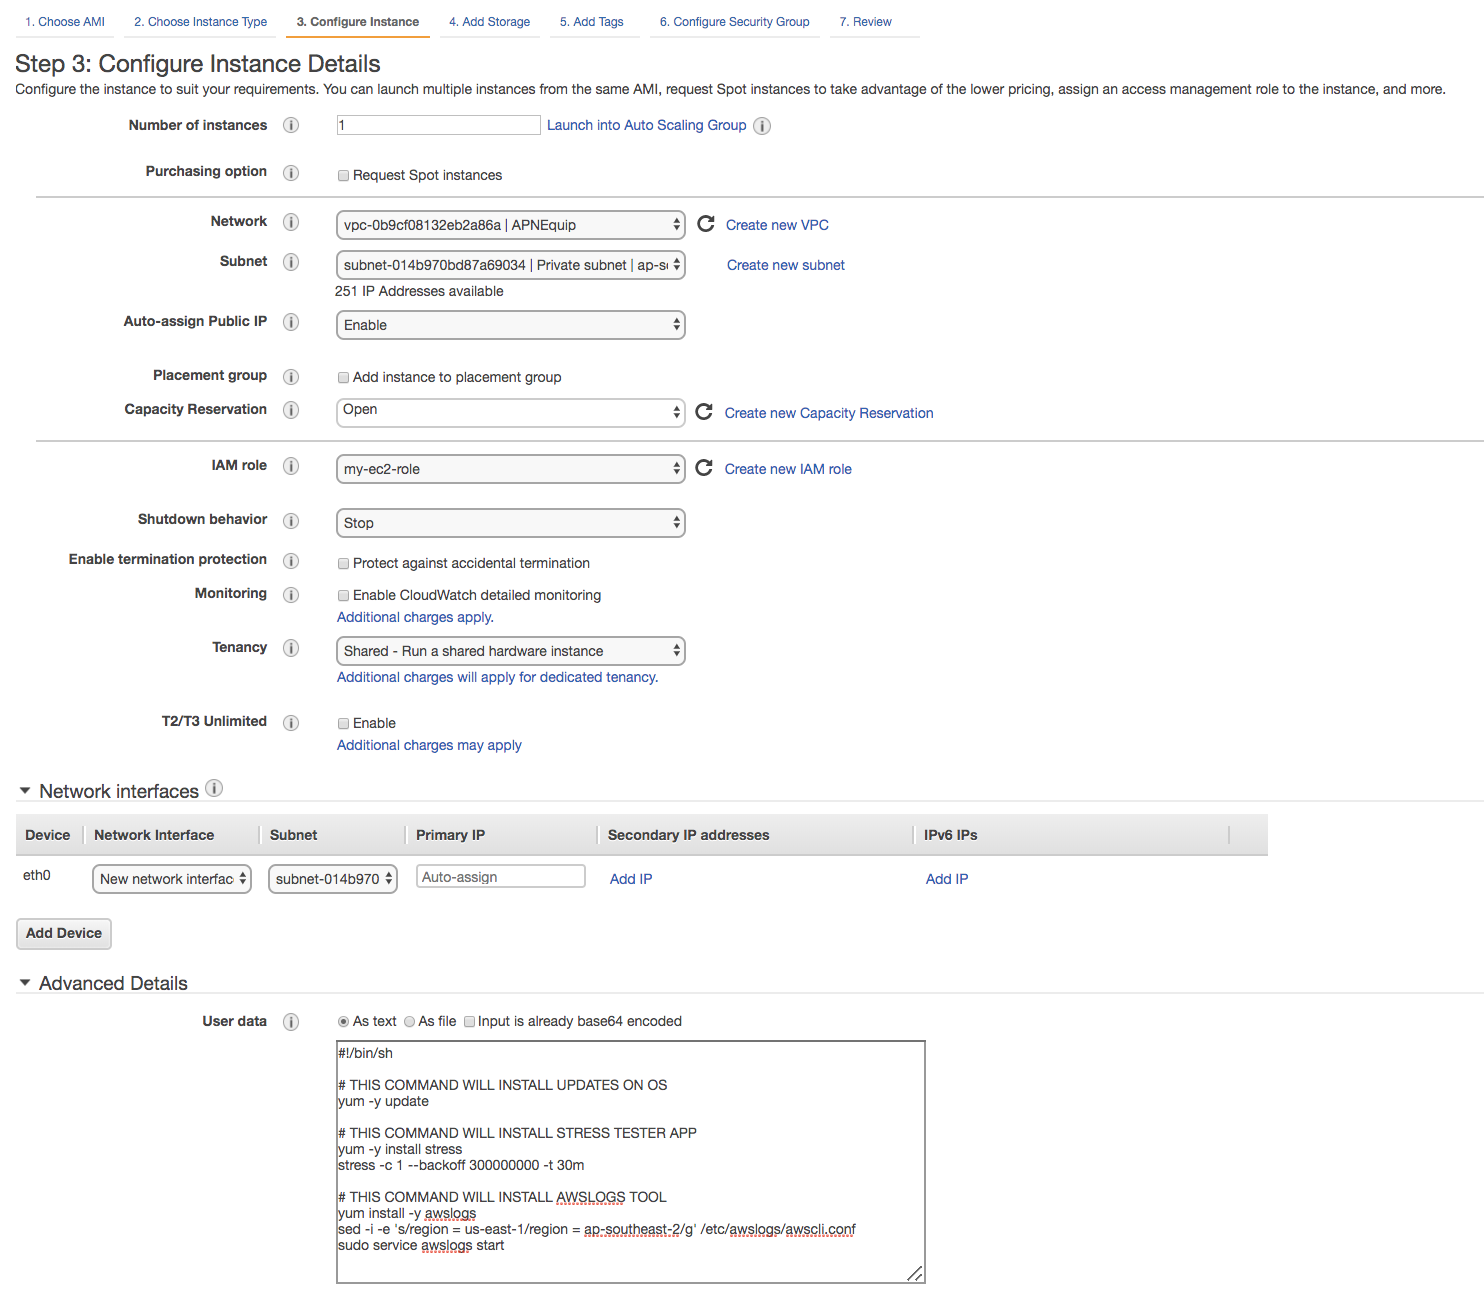 1. Choose AMI 2. Choose Instance Type 3. Configure Instance 4. Add Storage 5. Add Tags 6. Configure Security Group 7. Review
Step 3: Configure Instance Details
Configure the instance to suit your requirements. You can launch multiple instances from the same AMI, request Spot instances to take advantage of the lower pricing, assign an access management role to the instance, and more.
Number of instances 1 Launch into Auto Scaling Group
Purchasing option Request Spot instances
Network vpc-0b9cf08132eb2a86a | APNEquip Create new VPC
Subnet subnet-014b970bd87a69034 | Private subnet | ap-s Create new subnet
251 IP Addresses available
Auto-assign Public IP Enable
Placement group Add instance to placement group
Capacity Reservation Open Create new Capacity Reservation
IAM role my-ec2-role Create new IAM role
Shutdown behavior Stop
Enable termination protection Protect against accidental termination
Monitoring Enable CloudWatch detailed monitoring
Additional charges apply.
Tenancy Shared - Run a shared hardware instance
Additional charges will apply for dedicated tenancy.
T2/T3 Unlimited Enable
Additional charges may apply
Network interfaces
Device Network Interface Subnet Primary IP Secondary IP addresses IPv6 IPs
eth0 New network interfac subnet-014b970 Auto-assign Add IP Add IP
Add Device
Advanced Details
User data As text As file Input is already base64 encoded
#!/bin/sh
# THIS COMMAND WILL INSTALL UPDATES ON OS
yum -y update
# THIS COMMAND WILL INSTALL STRESS TESTER APP
yum -y install stress
stress -c 1 --backoff 300000000 -t 30m
# THIS COMMAND WILL INSTALL AWSLOGS TOOL
yum install -y awslogs
sed -i -e 's/region = us-east-1/region = ap-southeast-2/g' /etc/awslogs/awscli.conf
sudo service awslogs start